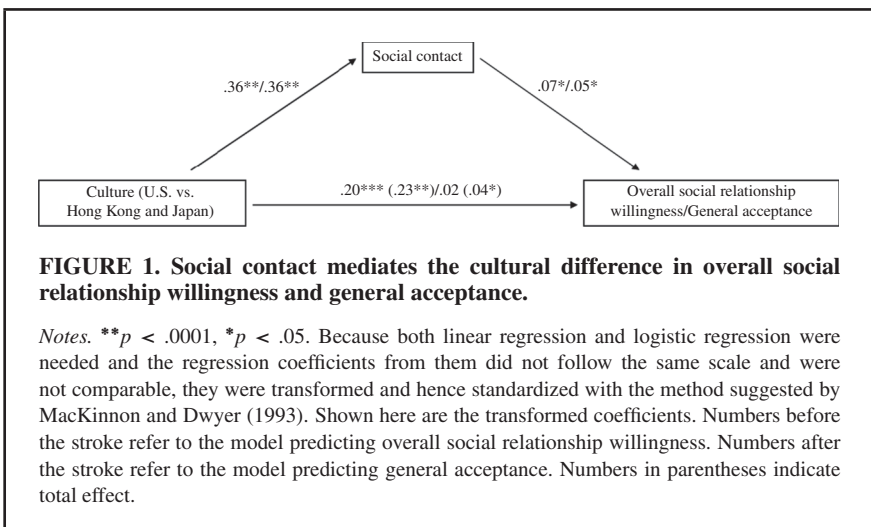 Social contact
.36**/.36**
.07*/.05*
Culture (U.S. vs.
Hong Kong and Japan)
.20*** (.23**)/.02 (.04*)
Overall social relationship
willingness/General acceptance
FIGURE 1. Social contact mediates the cultural difference in overall social
relationship willingness and general acceptance.
Notes. **p < .0001, *p < .05. Because both linear regression and logistic regression were
needed and the regression coefficients from them did not follow the same scale and were
not comparable, they were transformed and hence standardized with the method suggested by
MacKinnon and Dwyer (1993). Shown here are the transformed coefficients. Numbers before
the stroke refer to the model predicting overall social relationship willingness. Numbers after
the stroke refer to the model predicting general acceptance. Numbers in parentheses indicate
total effect.